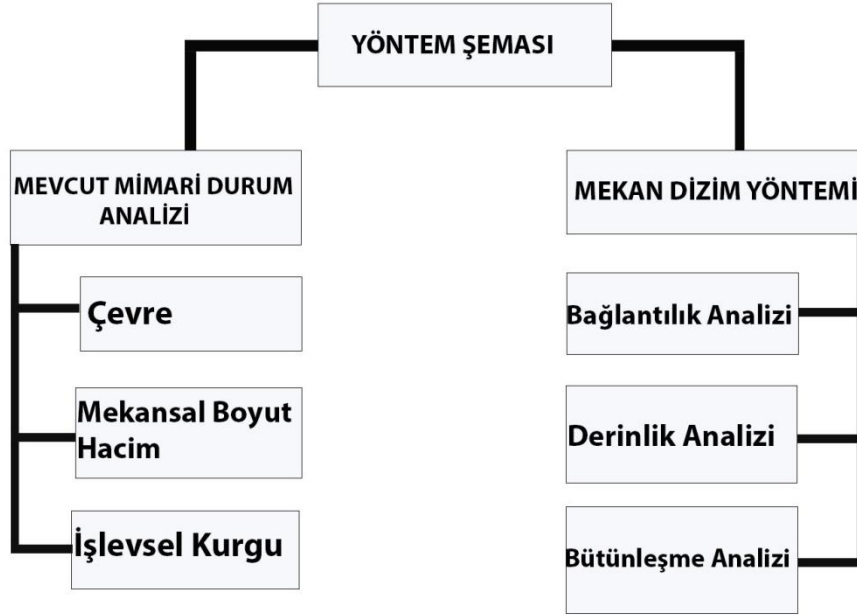 YÖNTEM ŞEMASI
MEVCUT MİMARİ DURUM
ANALİZİ
Çevre
Mekansal Boyut
Hacim
İşlevsel Kurgu
MEKAN DİZİM YÖNTEMİ
Bağlantılık Analizi
Derinlik Analizi
Bütünleşme Analizi